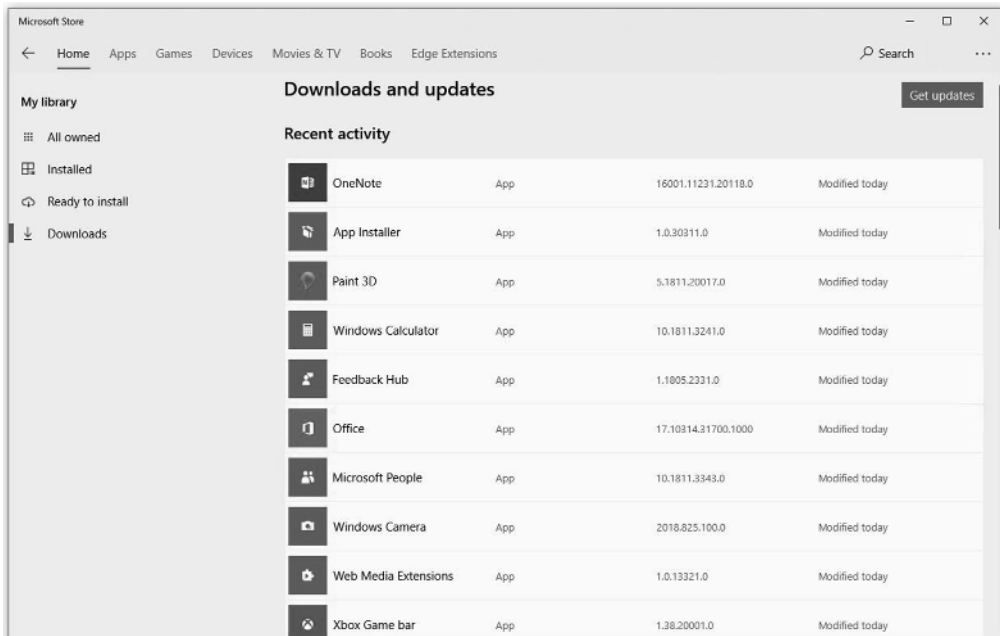 Microsoft Store
Home Apps Games Devices Movies & TV Books Edge Extensions Search
My library
All owned
Installed
Ready to install
Downloads
Downloads and updates
Get updates
Recent activity
OneNote App 16001.11231.20118.0 Modified today
App Installer App 1.0.30311.0 Modified today
Paint 3D App 5.1811.20017.0 Modified today
Windows Calculator App 10.1811.3241.0 Modified today
Feedback Hub App 1.1805.2331.0 Modified today
Office App 17.10314.31700.1000 Modified today
Microsoft People App 10.1811.3343.0 Modified today
Windows Camera App 2018.825.100.0 Modified today
Web Media Extensions App 1.0.13321.0 Modified today
Xbox Game bar App 1.38.20001.0 Modified today